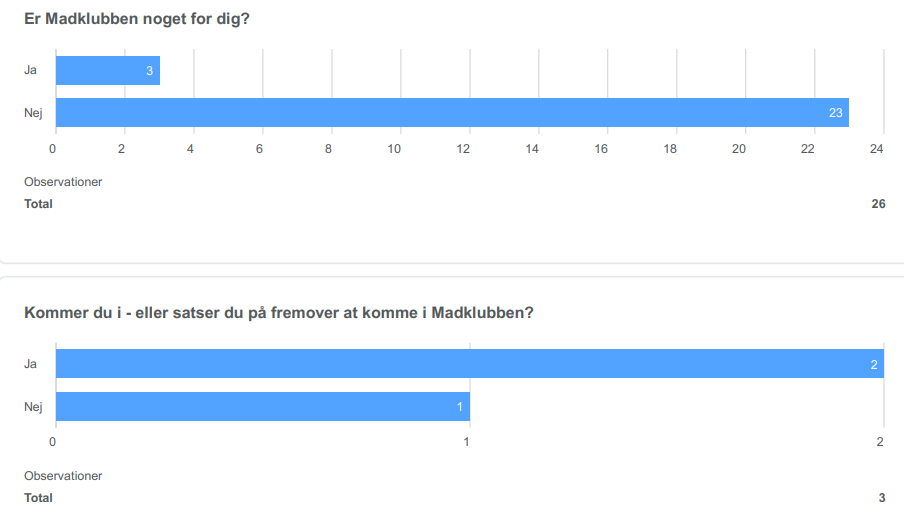 Er Madklubben noget for dig?
Ja 3
Nej 23
0 2 4 6 8 10 12 14 16 18 20 22 24
Observationer
Total 26
Kommer du i - eller satser du på fremover at komme i Madklubben?
Ja 2
Nej 1
0 1 2
Observationer
Total 3